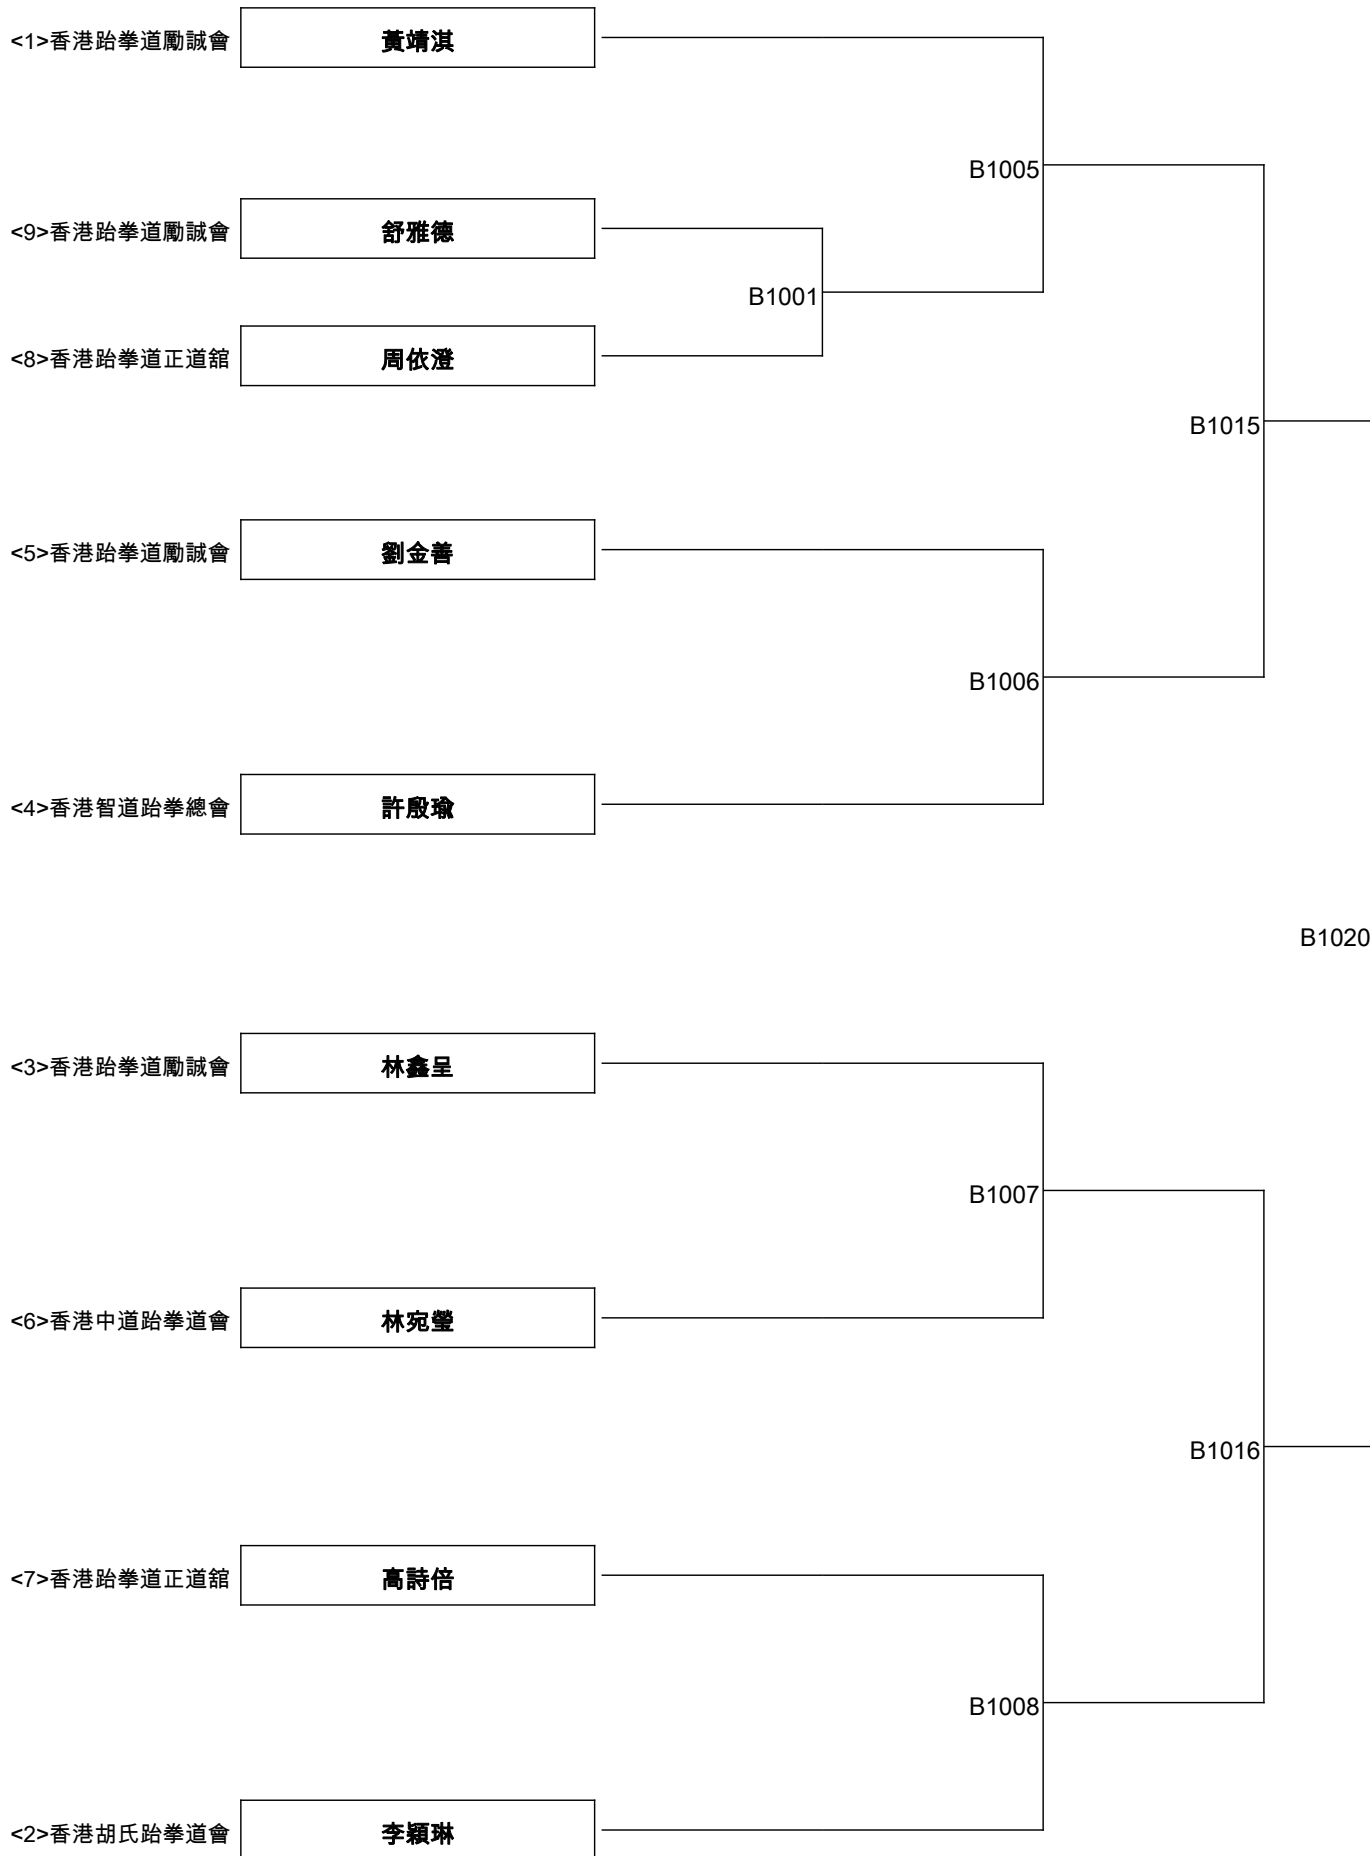 <1>香港跆拳道勵誠會 黃靖淇
B1005
<9>香港跆拳道勵誠會 舒雅德
B1001
<8>香港跆拳道正道舘 周依澄
B1015
<5>香港跆拳道勵誠會 劉金善
B1006
<4>香港智道跆拳總會 許殷瑜
B1020
<3>香港跆拳道勵誠會 林鑫呈
B1007
<6>香港中道跆拳道會 林宛瑩
B1016
<7>香港跆拳道正道舘 高詩倍
B1008
<2>香港胡氏跆拳道會 李穎琳